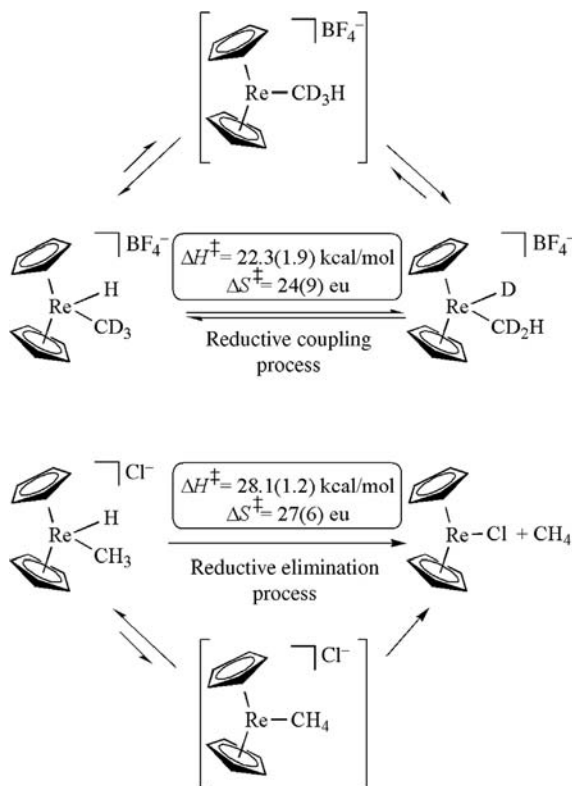 BF₄⁻
Re—CD₃H
BF₄⁻
H
Re
CD₃
ΔH‡= 22.3(1.9) kcal/mol
ΔS‡= 24(9) eu
Reductive coupling
process
BF₄⁻
D
Re
CD₂H
Cl⁻
H
Re
CH₃
ΔH‡= 28.1(1.2) kcal/mol
ΔS‡= 27(6) eu
Reductive elimination
process
Re–Cl + CH₄
Cl⁻
Re—CH₄